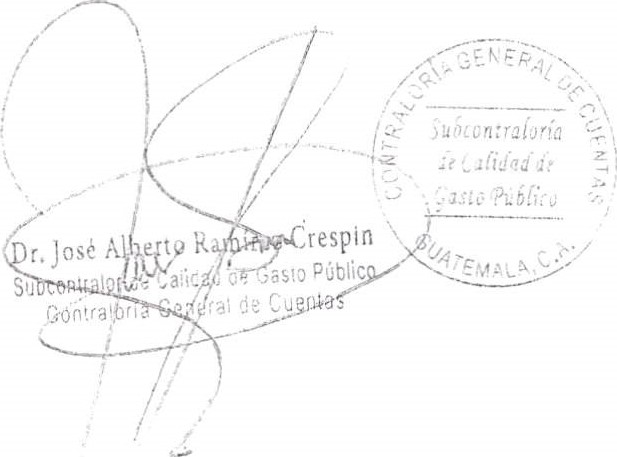 CONTRALORÍA GENERAL DE CUENTAS
Subcontraloría
de Calidad de
Gasto Público
GUATEMALA, C.A.
Dr. José Alberto Ramírez Crespin
Subcontralor de Calidad de Gasto Público
Contraloría General de Cuentas